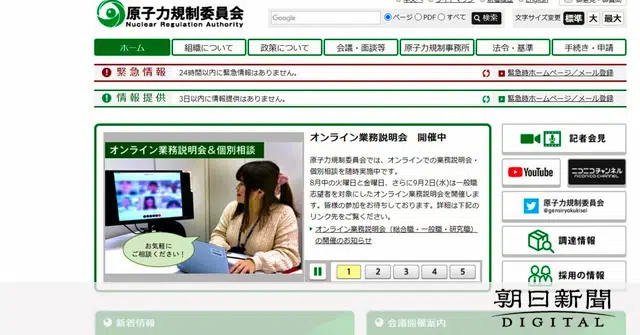 原子力規制委員会
Nuclear Regulation Authority
Google
ページ PDF すべて 検索
文字サイズ変更 標準 大 最大
ホーム 組織について 政策について 会議・面談等 原子力規制事務所 法令・基準 手続き・申請
緊急情報 24時間以内に緊急情報はありません。 緊急時ホームページ／メール登録
情報提供 3日以内に情報提供はありません。 緊急時ホームページ／メール登録
オンライン業務説明会＆個別相談
お気軽に
ご相談ください！
オンライン業務説明会 開催中
原子力規制委員会では、オンラインでの業務説明会・
個別相談を随時実施中です。
8月中の火曜日と金曜日、さらに9月2日(水)は一般職
志望者を対象にしたオンライン業務説明会を開催しま
す。皆様の参加をお待ちしております。詳細は下記の
リンク先をご覧ください。
オンライン業務説明会（総合職・一般職・研究職）
の開催のお知らせ
1 2 3 4 5
記者会見
YouTube
ニコニコチャンネル
NICONICO CHANNEL
原子力規制委員会
@gensiryokukisei
調達情報
採用の情報
新着情報
会議開催案内
朝日新聞
DIGITAL